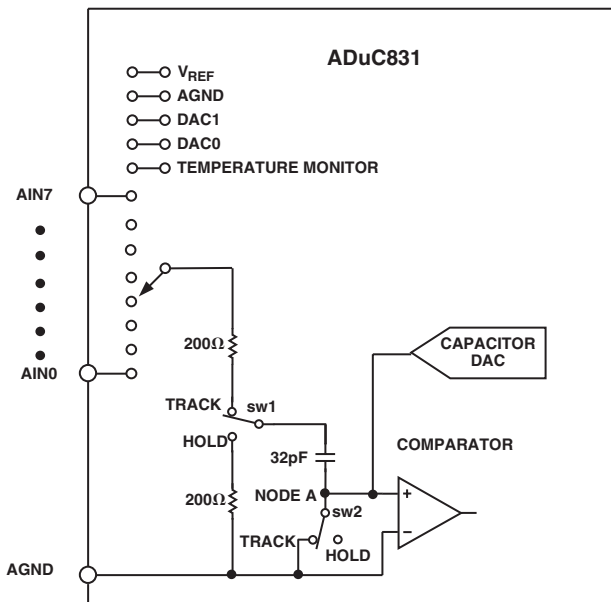 ADuC831
VREF
AGND
DAC1
DAC0
TEMPERATURE MONITOR
AIN7
AIN0
200Ω
CAPACITOR
DAC
TRACK
sw1
HOLD
COMPARATOR
32pF
200Ω
NODE A
+
sw2
−
TRACK
HOLD
AGND